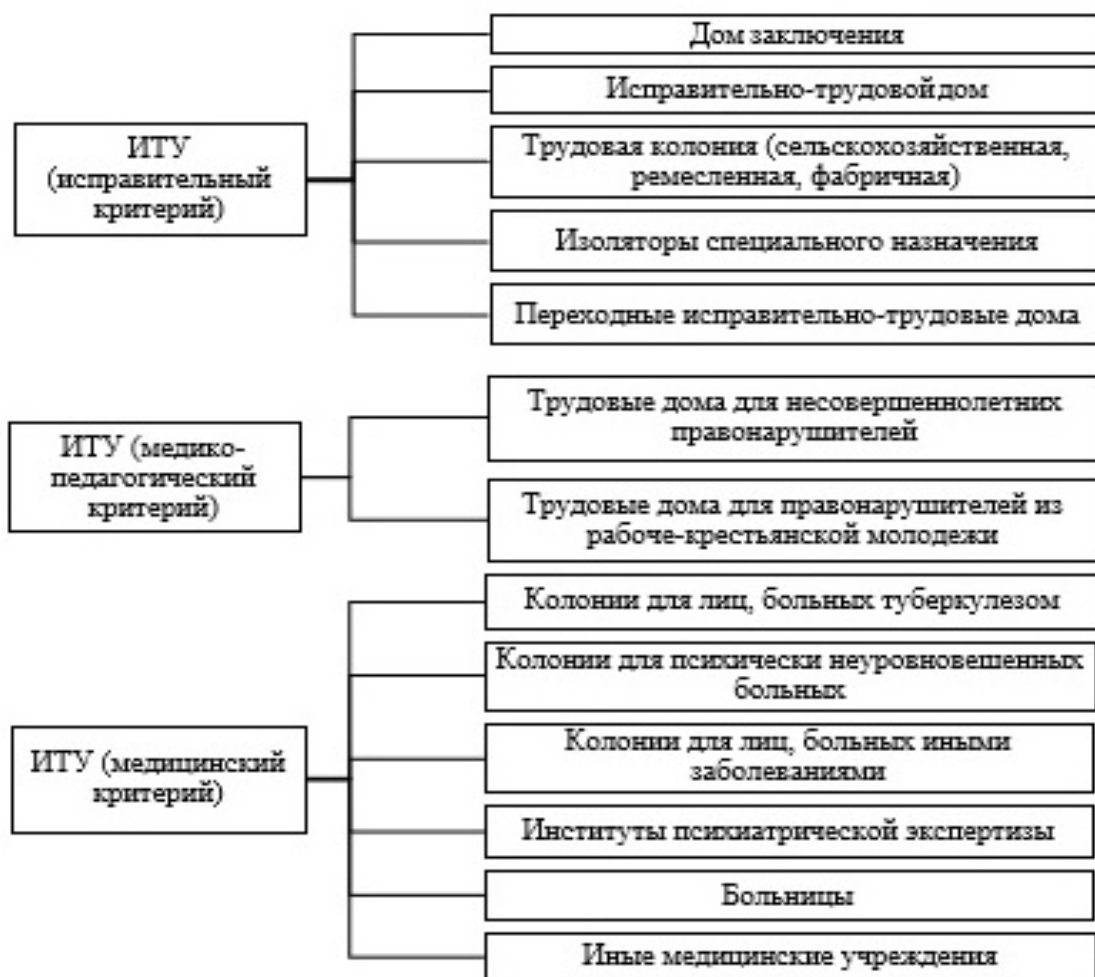 ИТУ
(исправительный
критерий)
Дом заключения
Исправительно-трудовой дом
Трудовая колония (сельскохозяйственная,
ремесленная, фабричная)
Изоляторы специального назначения
Переходные исправительно-трудовые дома
ИТУ (медико-
педагогический
критерий)
Трудовые дома для несовершеннолетних
правонарушителей
Трудовые дома для правонарушителей из
рабоче-крестьянской молодежи
ИТУ (медицинский
критерий)
Колонии для лиц, больных туберкулезом
Колонии для психически неуровновешенных
больных
Колонии для лиц, больных иными
заболеваниями
Институты психиатрической экспертизы
Больницы
Иные медицинские учреждения